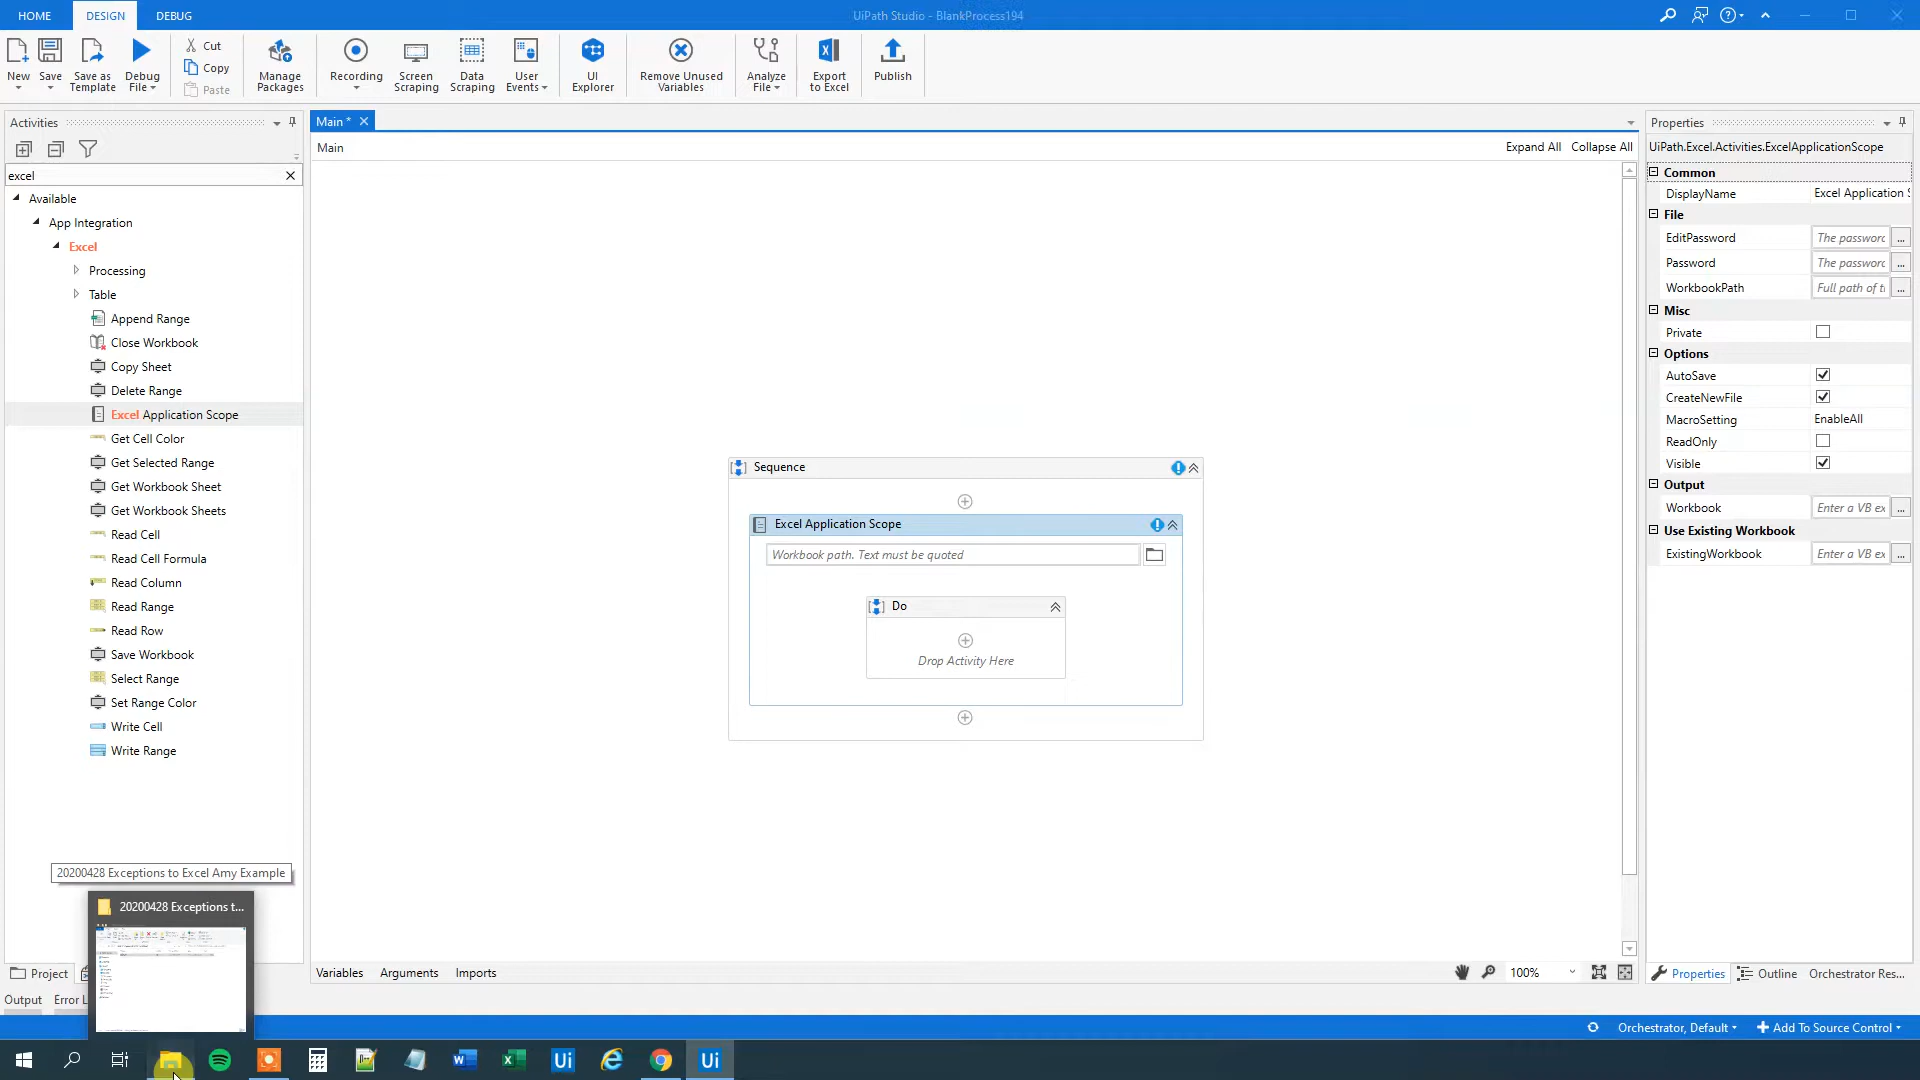 HOME DESIGN DEBUG UiPath Studio - BlankProcess194
New Save Save as Template Debug File Cut Copy Paste Manage Packages Recording Screen Scraping Data Scraping User Events UI Explorer Remove Unused Variables Analyze File Export to Excel Publish
Activities
excel
Available
App Integration
Excel
Processing
Table
Append Range
Close Workbook
Copy Sheet
Delete Range
Excel Application Scope
Get Cell Color
Get Selected Range
Get Workbook Sheet
Get Workbook Sheets
Read Cell
Read Cell Formula
Read Column
Read Range
Read Row
Save Workbook
Select Range
Set Range Color
Write Cell
Write Range
20200428 Exceptions to Excel Amy Example
20200428 Exceptions t...
Project
Output Error L
Main *
Main Expand All Collapse All
Sequence
Excel Application Scope
Workbook path. Text must be quoted
Do
Drop Activity Here
Variables Arguments Imports 100%
Properties
UiPath.Excel.Activities.ExcelApplicationScope
Common
DisplayName Excel Application S
File
EditPassword The password ...
Password The password ...
WorkbookPath Full path of t ...
Misc
Private
Options
AutoSave
CreateNewFile
MacroSetting EnableAll
ReadOnly
Visible
Output
Workbook Enter a VB ex ...
Use Existing Workbook
ExistingWorkbook Enter a VB ex ...
Properties Outline Orchestrator Res...
Orchestrator, Default Add To Source Control
Ui Ui